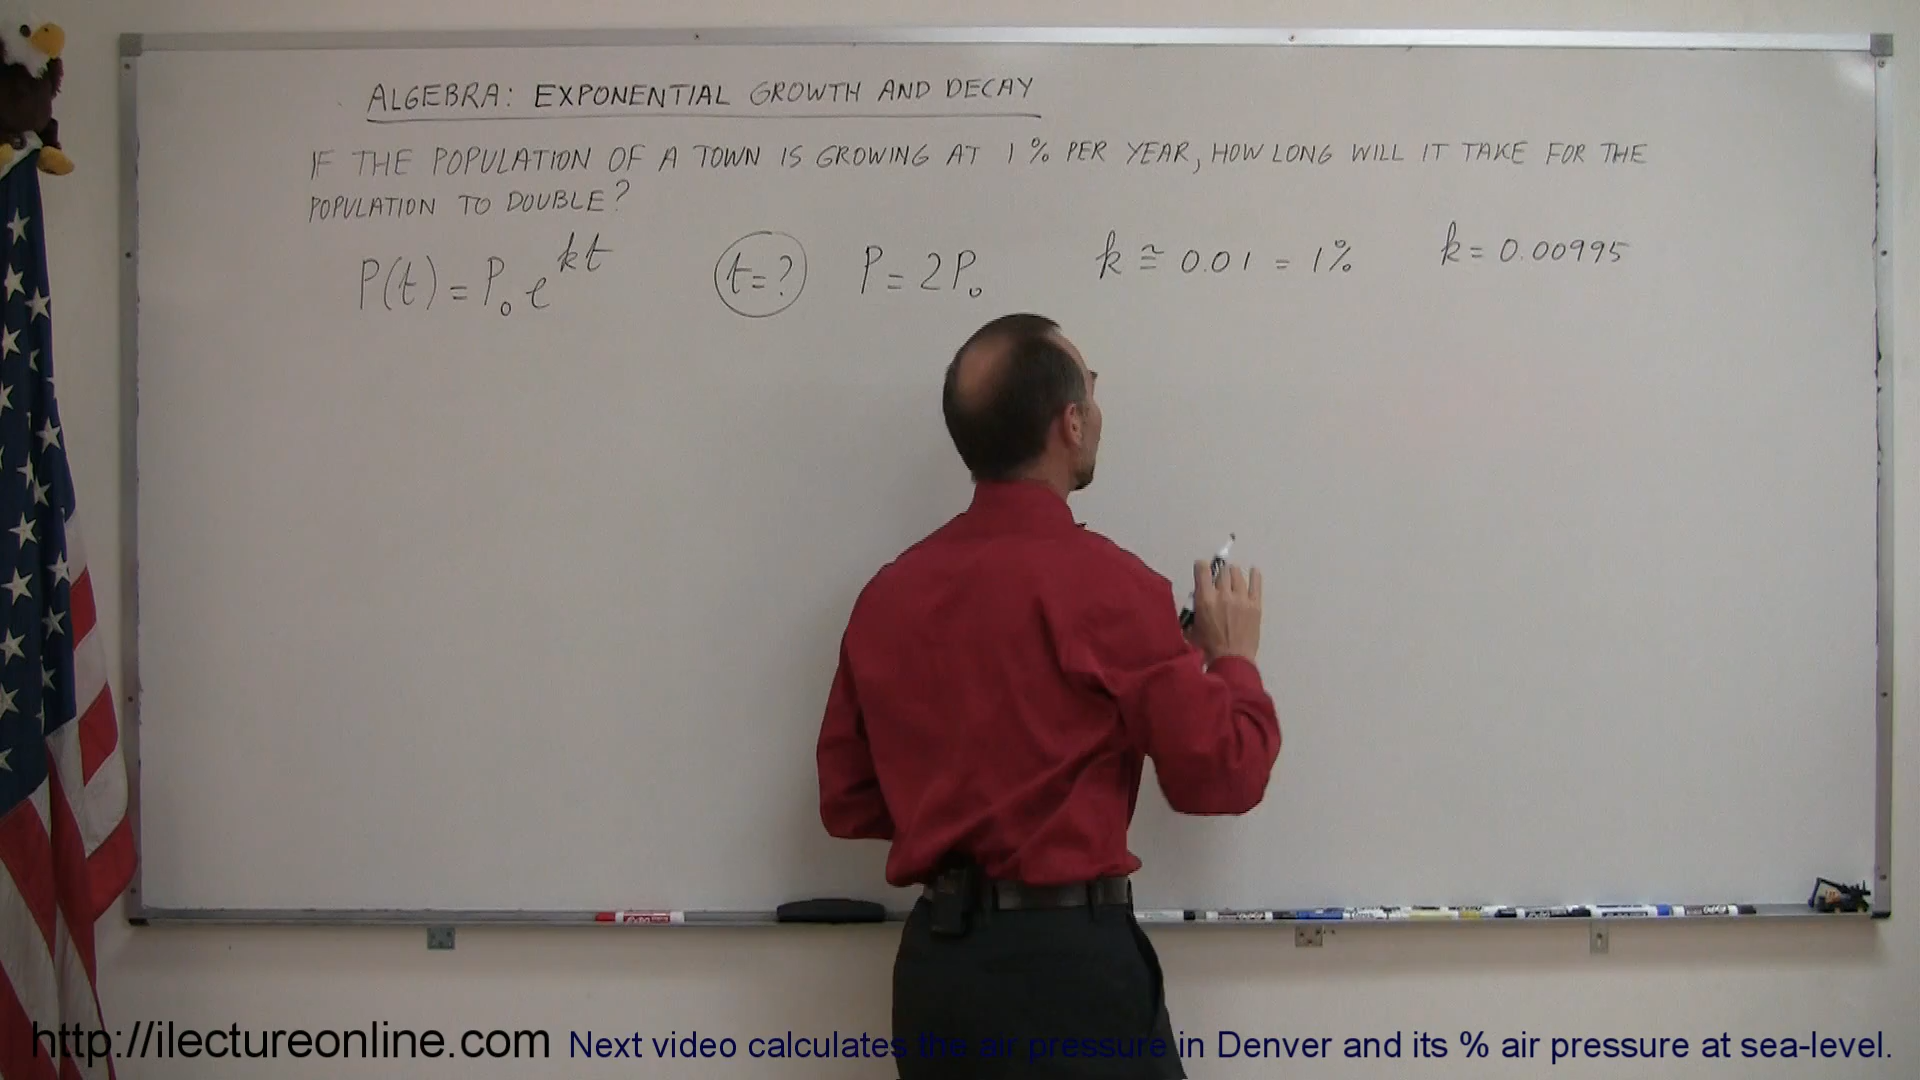 ALGEBRA: EXPONENTIAL GROWTH AND DECAY
IF THE POPULATION OF A TOWN IS GROWING AT 1% PER YEAR, HOW LONG WILL IT TAKE FOR THE
POPULATION TO DOUBLE?
P(t) = P₀ e^{kt} t = ? P = 2P₀ k ≅ 0.01 = 1% k = 0.00995
http://ilectureonline.com Next video calculates the air pressure in Denver and its % air pressure at sea-level.